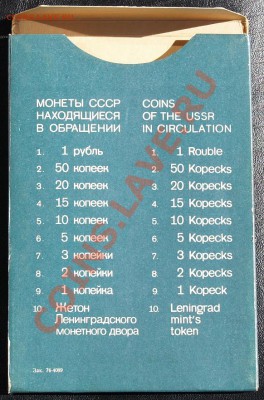 МОНЕТЫ СССР
НАХОДЯЩИЕСЯ
В ОБРАЩЕНИИ
1. 1 рубль
2. 50 копеек
3. 20 копеек
4. 15 копеек
5. 10 копеек
6. 5 копеек
7. 3 копейки
8. 2 копейки
9. 1 копейка
10. Жетон
Ленинградского
монетного двора
COINS
OF THE USSR
IN CIRCULATION
1. 1 Rouble
2. 50 Kopecks
3. 20 Kopecks
4. 15 Kopecks
5. 10 Kopecks
6. 5 Kopecks
7. 3 Kopecks
8. 2 Kopecks
9. 1 Kopeck
10. Leningrad
mint's
token
COINS.LAVE.RU